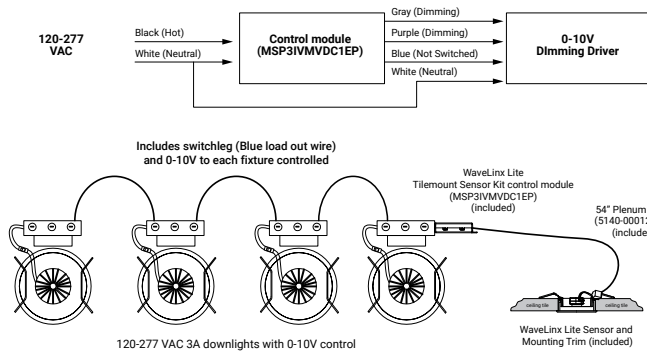 120-277
VAC
Black (Hot)
White (Neutral)
Control module
(MSP3IVMVDC1EP)
Gray (Dimming)
Purple (Dimming)
Blue (Not Switched)
White (Neutral)
0-10V
DImming Driver
Includes switchleg (Blue load out wire)
and 0-10V to each fixture controlled
WaveLinx Lite
Tilemount Sensor Kit control module
(MSP3IVMVDC1EP)
(included)
54" Plenum
(5140-00012
(include
ceiling tile
ceiling tile
WaveLinx Lite Sensor and
Mounting Trim (included)
120-277 VAC 3A downlights with 0-10V control